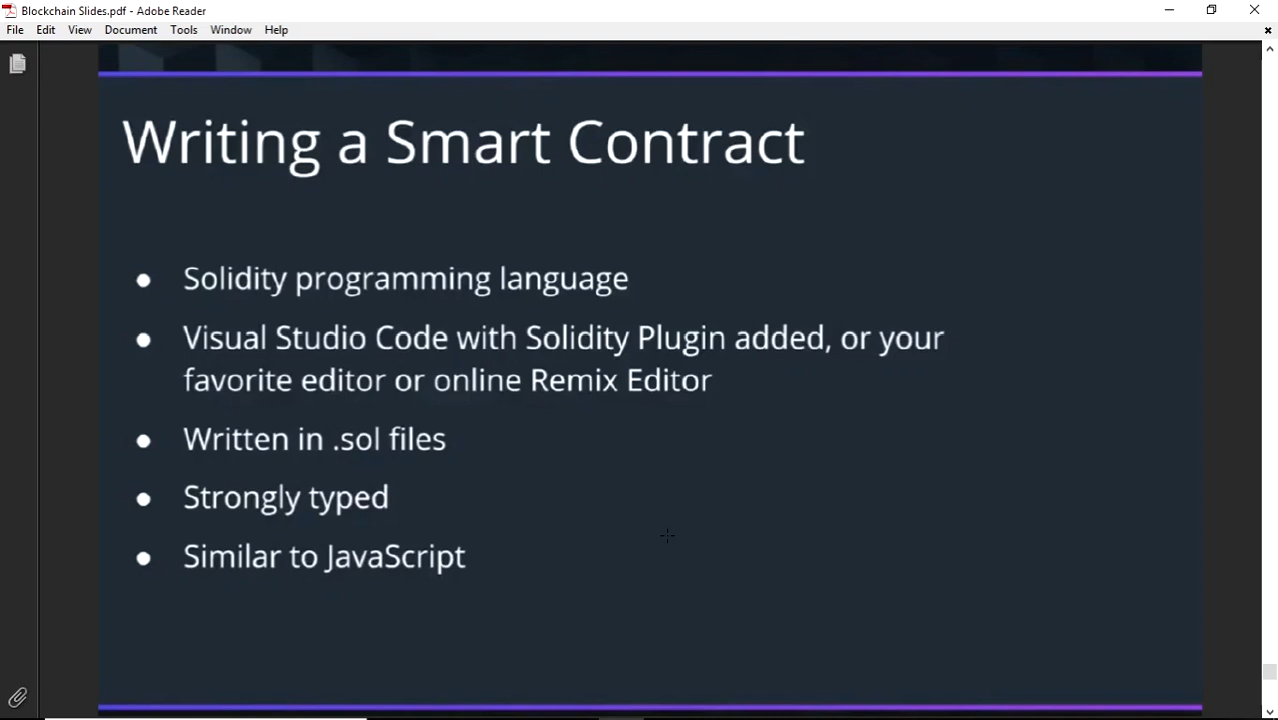 Blockchain Slides.pdf - Adobe Reader
File Edit View Document Tools Window Help
Writing a Smart Contract
● Solidity programming language
● Visual Studio Code with Solidity Plugin added, or your
favorite editor or online Remix Editor
● Written in .sol files
● Strongly typed
● Similar to JavaScript